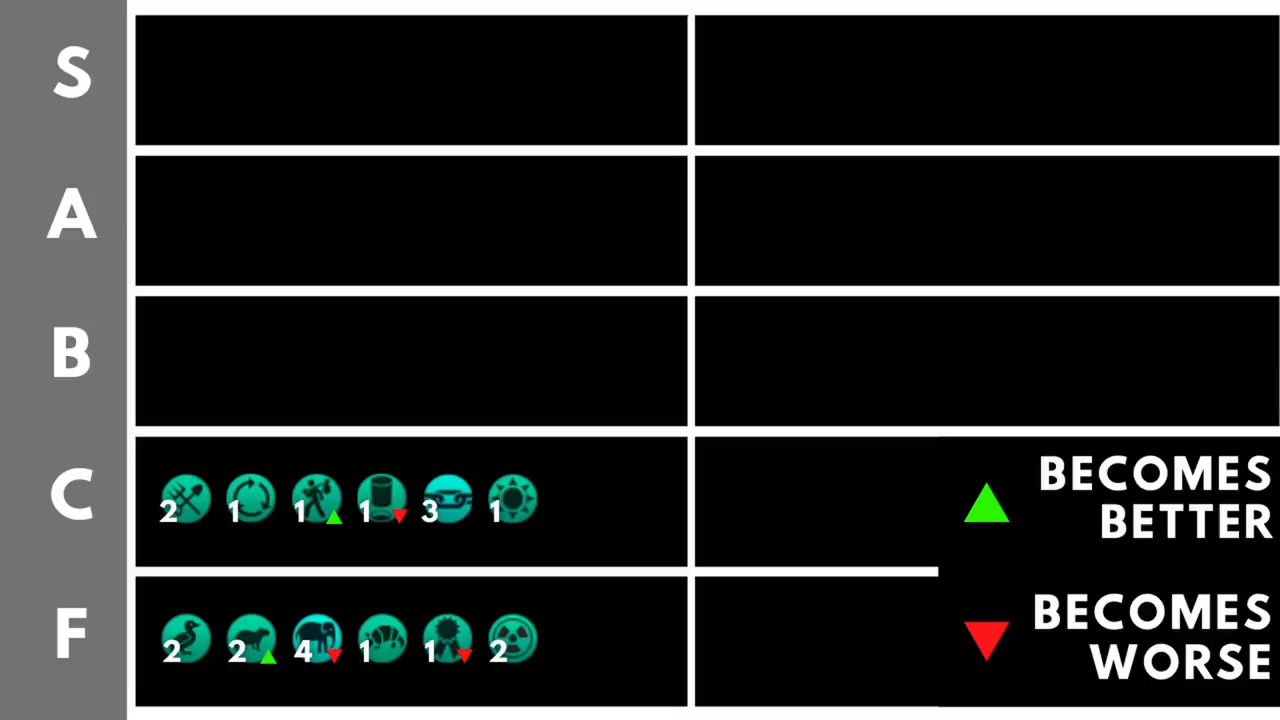 S
A
B
C
2 1 1 1 3 1
BECOMES
BETTER
F
2 2 4 1 1 2
BECOMES
WORSE